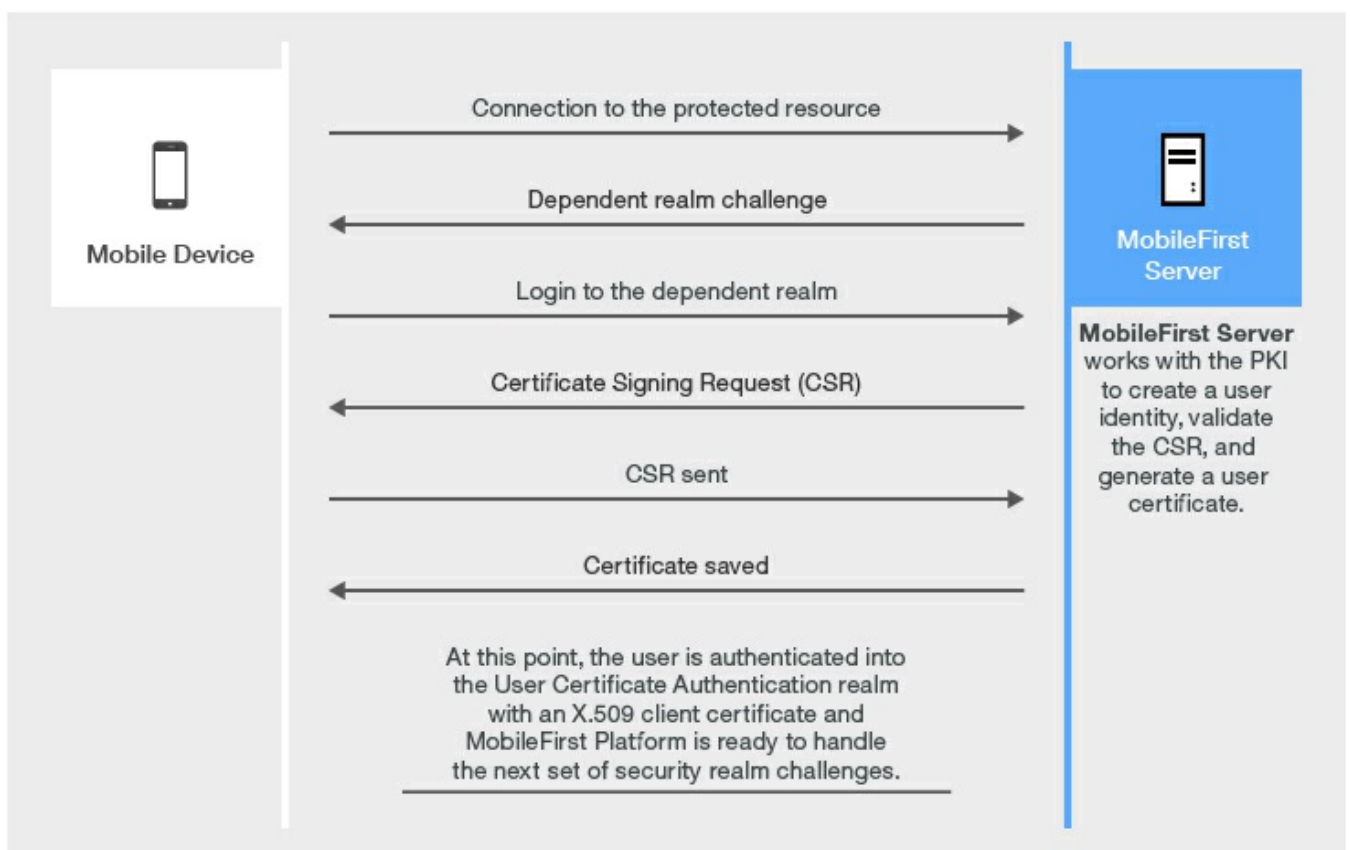 Connection to the protected resource
Dependent realm challenge
Mobile Device
MobileFirst
Server
Login to the dependent realm
MobileFirst Server
works with the PKI
to create a user
identity, validate
the CSR, and
generate a user
certificate.
Certificate Signing Request (CSR)
CSR sent
Certificate saved
At this point, the user is authenticated into
the User Certificate Authentication realm
with an X.509 client certificate and
MobileFirst Platform is ready to handle
the next set of security realm challenges.